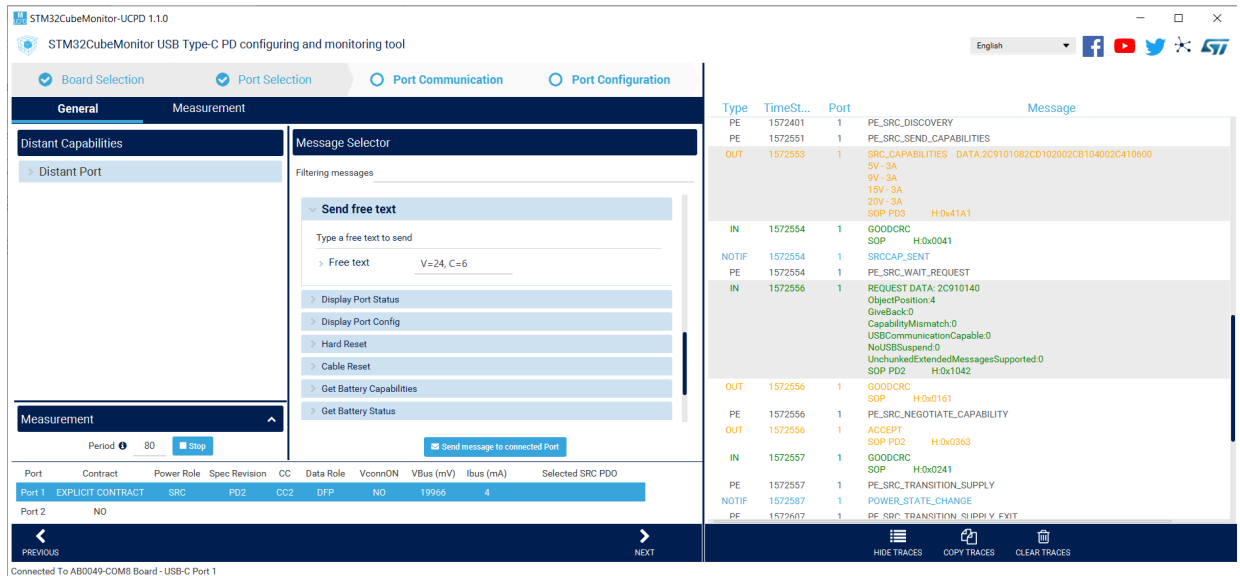 STM32CubeMonitor-UCPD 1.1.0
STM32CubeMonitor USB Type-C PD configuring and monitoring tool
English
Board Selection
Port Selection
Port Communication
Port Configuration
General
Measurement
Distant Capabilities
Distant Port
Message Selector
Filtering messages
Send free text
Type a free text to send
Free text V=24, C=6
Display Port Status
Display Port Config
Hard Reset
Cable Reset
Get Battery Capabilities
Get Battery Status
Send message to connected Port
Measurement
Period 80 Stop
Port Contract Power Role Spec Revision CC Data Role VconnON VBus (mV) Ibus (mA) Selected SRC PDO
Port 1 EXPLICIT CONTRACT SRC PD2 CC2 DFP NO 19966 4
Port 2 NO
PREVIOUS
NEXT
Connected To AB0049-COM8 Board - USB-C Port 1
Type TimeSt... Port Message
PE 1572401 1 PE_SRC_DISCOVERY
PE 1572551 1 PE_SRC_SEND_CAPABILITIES
OUT 1572553 1 SRC_CAPABILITIES DATA:2C9101082CD102002CB104002C410600
5V - 3A
9V - 3A
15V - 3A
20V - 3A
SOP PD3 H:0x41A1
IN 1572554 1 GOODCRC
SOP H:0x0041
NOTIF 1572554 1 SRCCAP_SENT
PE 1572554 1 PE_SRC_WAIT_REQUEST
IN 1572556 1 REQUEST DATA: 2C910140
ObjectPosition:4
GiveBack:0
CapabilityMismatch:0
USBCommunicationCapable:0
NoUSBSuspend:0
UnchunkedExtendedMessagesSupported:0
SOP PD2 H:0x1042
OUT 1572556 1 GOODCRC
SOP H:0x0161
PE 1572556 1 PE_SRC_NEGOTIATE_CAPABILITY
OUT 1572556 1 ACCEPT
SOP PD2 H:0x0363
IN 1572557 1 GOODCRC
SOP H:0x0241
PE 1572557 1 PE_SRC_TRANSITION_SUPPLY
NOTIF 1572587 1 POWER_STATE_CHANGE
PE 1572607 1 PE_SRC_TRANSITION_SUPPLY_EXIT
HIDE TRACES
COPY TRACES
CLEAR TRACES